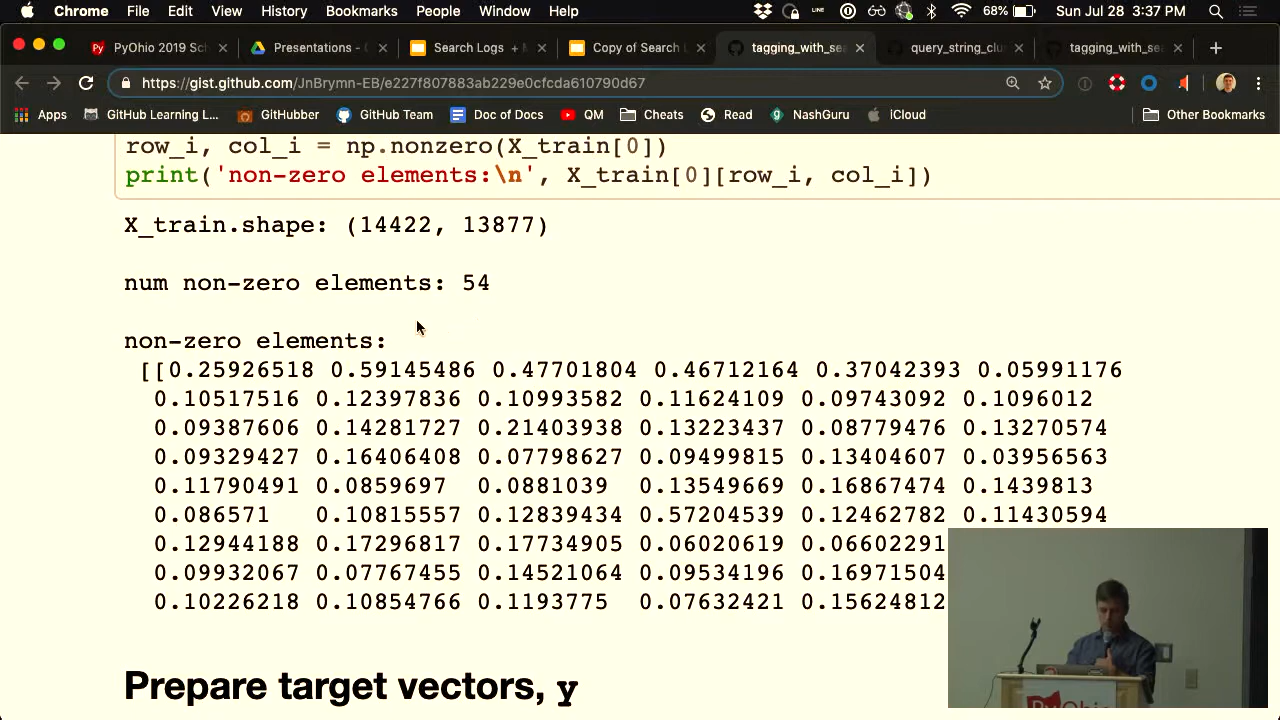 Chrome File Edit View History Bookmarks People Window Help LINE 68% Sun Jul 28 3:37 PM
PyOhio 2019 Sch Presentations - Search Logs + M Copy of Search L tagging_with_sea query_string_clu tagging_with_sea
https://gist.github.com/JnBrymn-EB/e227f807883ab229e0cfcda610790d67
Apps GitHub Learning L... GitHubber GitHub Team Doc of Docs QM Cheats Read NashGuru iCloud Other Bookmarks
row_i, col_i = np.nonzero(X_train[0])
print('non-zero elements:\n', X_train[0][row_i, col_i])
X_train.shape: (14422, 13877)
num non-zero elements: 54
non-zero elements:
[[0.25926518 0.59145486 0.47701804 0.46712164 0.37042393 0.05991176
0.10517516 0.12397836 0.10993582 0.11624109 0.09743092 0.1096012
0.09387606 0.14281727 0.21403938 0.13223437 0.08779476 0.13270574
0.09329427 0.16406408 0.07798627 0.09499815 0.13404607 0.03956563
0.11790491 0.0859697 0.0881039 0.13549669 0.16867474 0.1439813
0.086571 0.10815557 0.12839434 0.57204539 0.12462782 0.11430594
0.12944188 0.17296817 0.17734905 0.06020619 0.06602291
0.09932067 0.07767455 0.14521064 0.09534196 0.16971504
0.10226218 0.10854766 0.1193775 0.07632421 0.15624812
Prepare target vectors, y
PyOhio